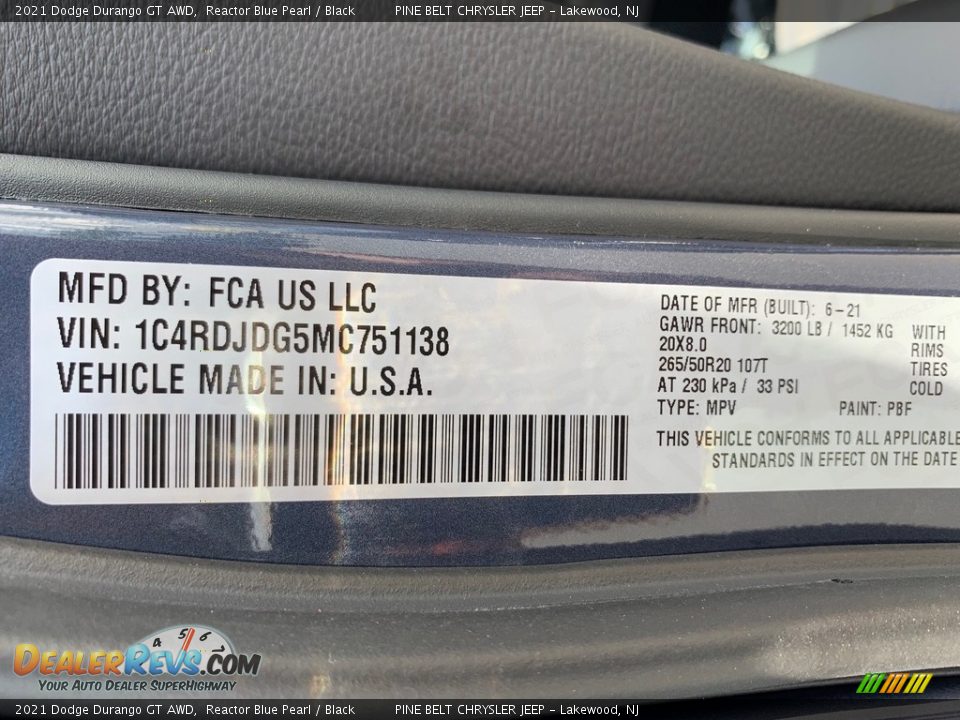 2021 Dodge Durango GT AWD, Reactor Blue Pearl / Black PINE BELT CHRYSLER JEEP - Lakewood, NJ
MFD BY: FCA US LLC
VIN: 1C4RDJDG5MC751138
VEHICLE MADE IN: U.S.A.
DATE OF MFR (BUILT): 6-21
GAWR FRONT: 3200 LB / 1452 KG WITH
20X8.0 RIMS
265/50R20 107T TIRES
AT 230 kPa / 33 PSI COLD
TYPE: MPV PAINT: PBF
THIS VEHICLE CONFORMS TO ALL APPLICABLE
STANDARDS IN EFFECT ON THE DATE
4 5 6
DEALERREVS.COM
YOUR AUTO DEALER SUPERHIGHWAY
2021 Dodge Durango GT AWD, Reactor Blue Pearl / Black PINE BELT CHRYSLER JEEP - Lakewood, NJ